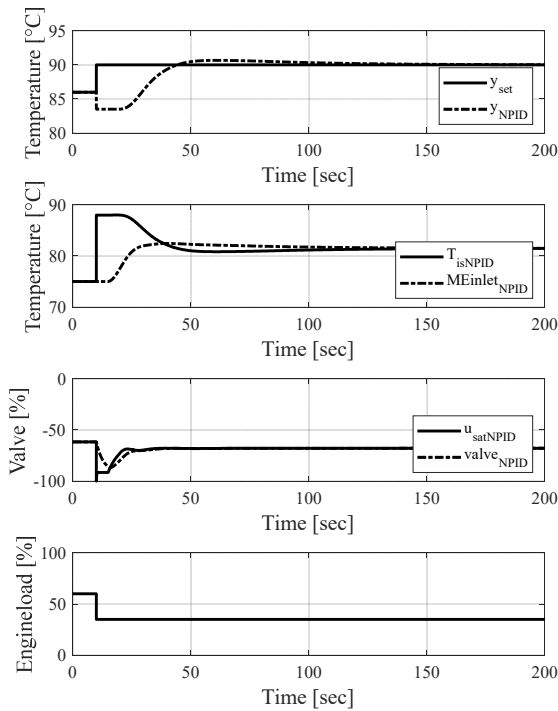 Temperature [°C]
95
90
85
80
0
50
100
150
200
Time [sec]
y_set
y_NPID
Temperature [°C]
90
80
70
0
50
100
150
200
Time [sec]
T_isNPID
MEinlet_NPID
Valve [%]
0
-50
-100
0
50
100
150
200
Time [sec]
u_satNPID
valve_NPID
Engineload [%]
100
50
0
0
50
100
150
200
Time [sec]